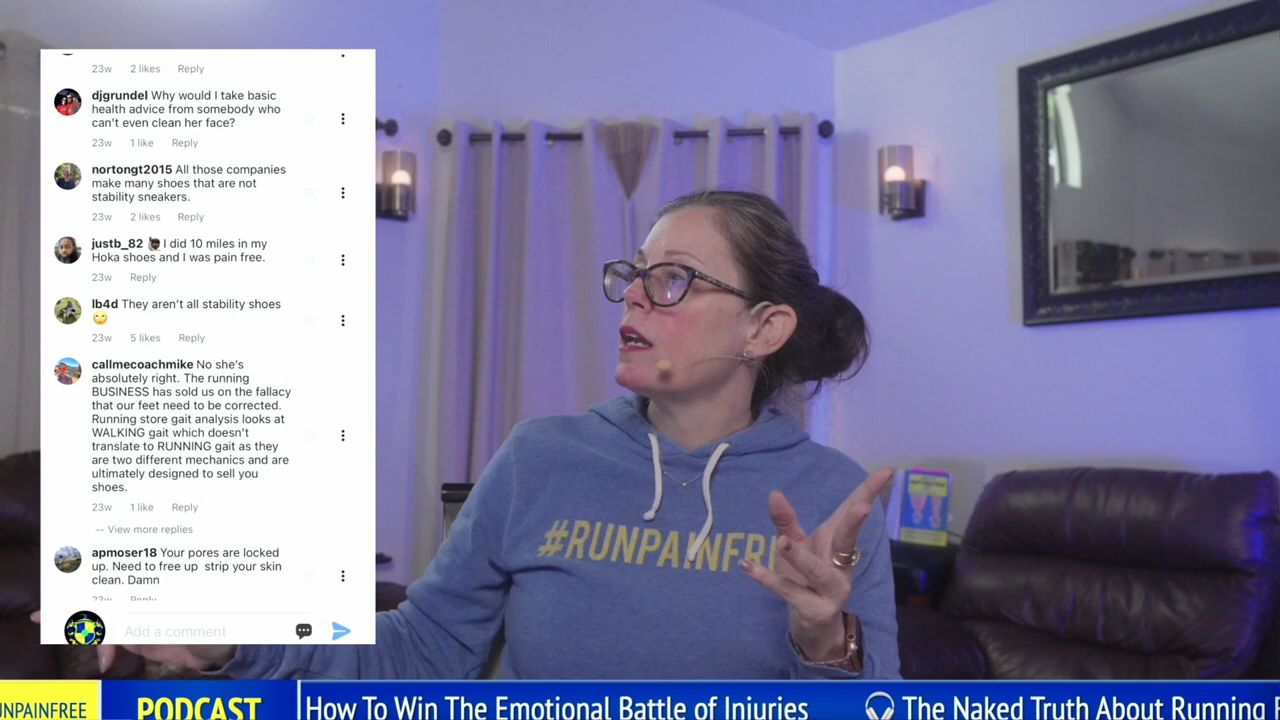 23w 2 likes Reply
djgrundel Why would I take basic
health advice from somebody who
can't even clean her face?
23w 1 like Reply
nortongt2015 All those companies
make many shoes that are not
stability sneakers.
23w 2 likes Reply
justb_82 🙋🏿‍♂️I did 10 miles in my
Hoka shoes and I was pain free.
23w Reply
lb4d They aren't all stability shoes
🙄
23w 5 likes Reply
callmecoachmike No she's
absolutely right. The running
BUSINESS has sold us on the fallacy
that our feet need to be corrected.
Running store gait analysis looks at
WALKING gait which doesn't
translate to RUNNING gait as they
are two different mechanics and are
ultimately designed to sell you
shoes.
23w 1 like Reply
-- View more replies
apmoser18 Your pores are locked
up. Need to free up strip your skin
clean. Damn
23w Reply
Add a comment
#RUNPAINFR
UNPAINFREE
PODCAST
How To Win The Emotional Battle of Injuries
The Naked Truth About Running